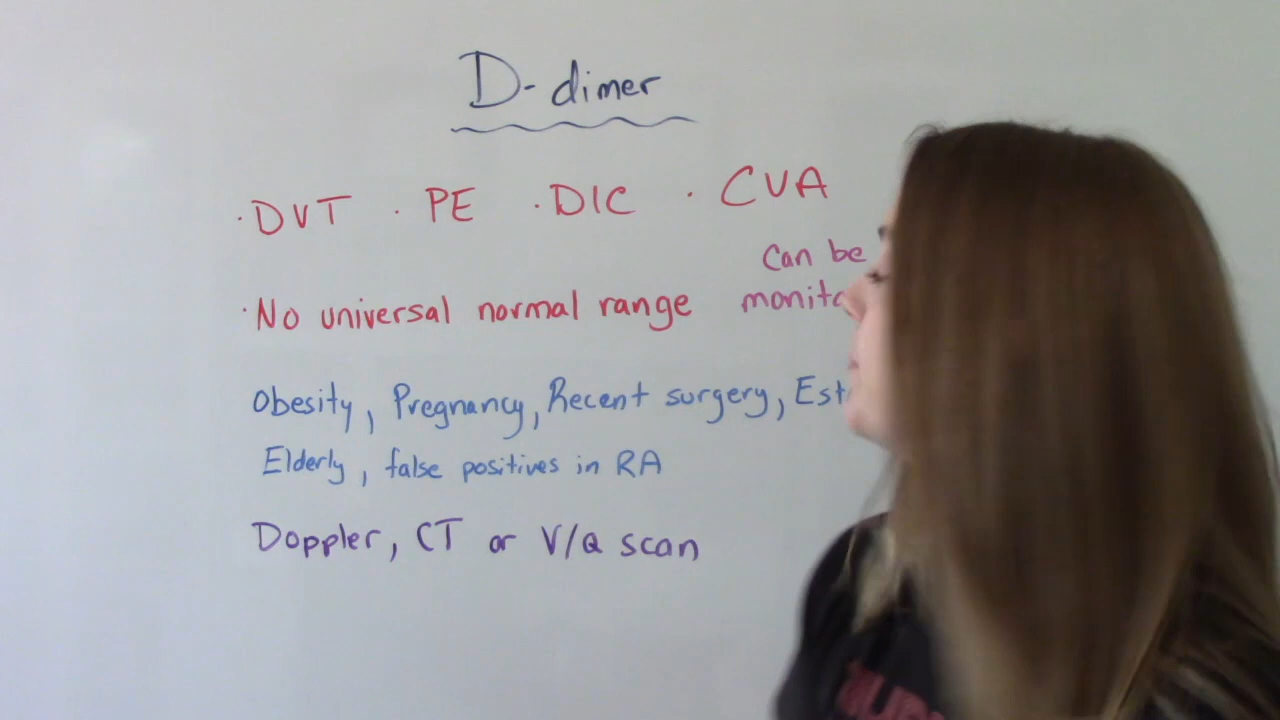 D-dimer
· DVT · PE · DIC · CVA
Can be
· No universal normal range
Obesity, Pregnancy, Recent surgery,
Elderly, false positives in RA
Doppler, CT or V/Q scan